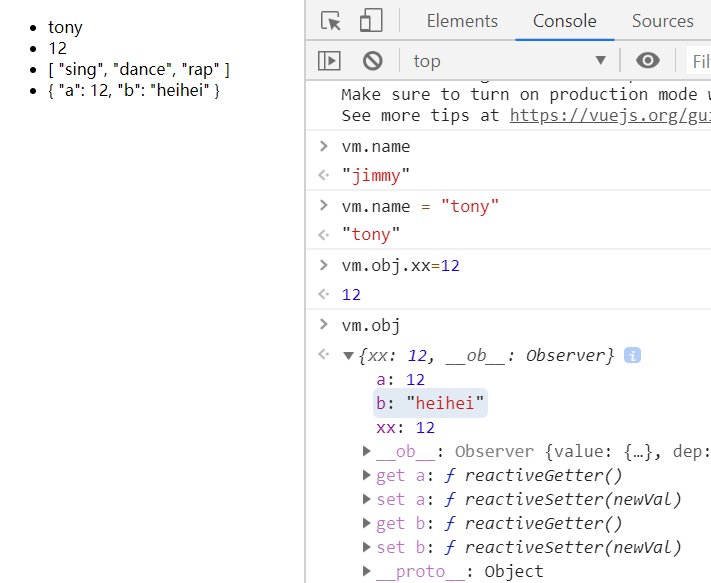 tony
12
[ "sing", "dance", "rap" ]
{ "a": 12, "b": "heihei" }
Elements Console Sources
top
Make sure to turn on production mode
See more tips at https://vuejs.org/gui
vm.name
"jimmy"
vm.name = "tony"
"tony"
vm.obj.xx=12
12
vm.obj
{xx: 12, __ob__: Observer}
a: 12
b: "heihei"
xx: 12
__ob__: Observer {value: {…}, dep:
get a: ƒ reactiveGetter()
set a: ƒ reactiveSetter(newVal)
get b: ƒ reactiveGetter()
set b: ƒ reactiveSetter(newVal)
__proto__: Object